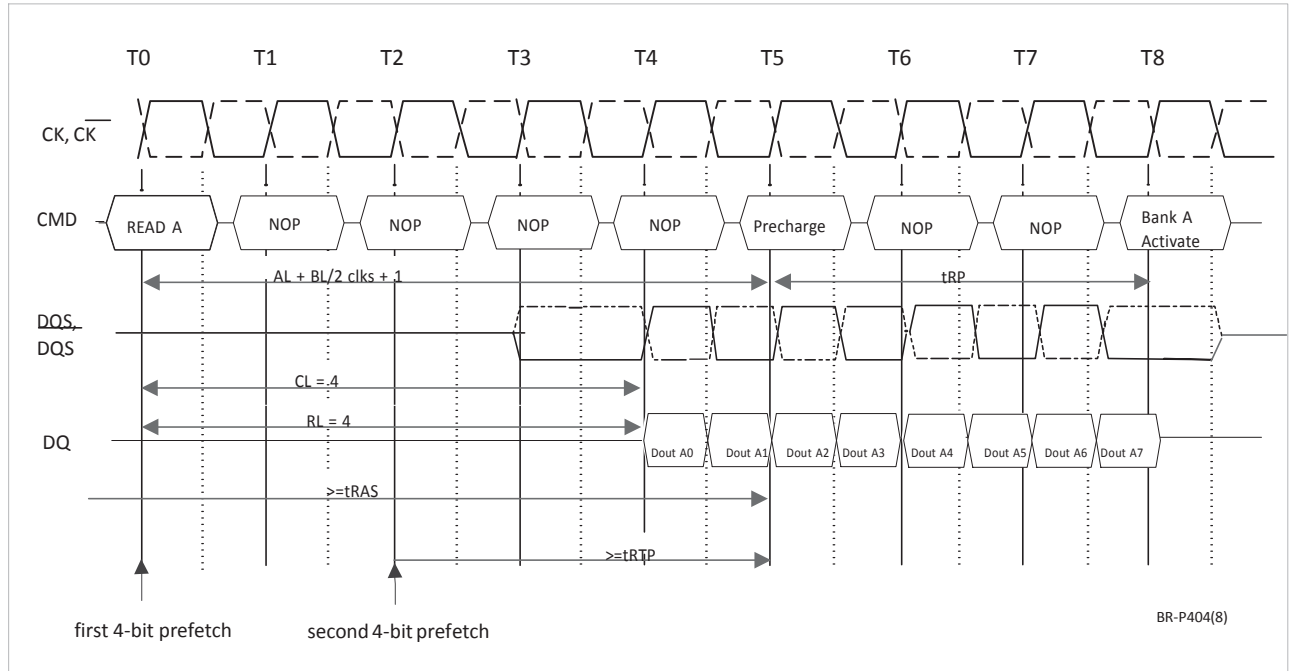 T0 T1 T2 T3 T4 T5 T6 T7 T8
CK, CK
CMD READ A NOP NOP NOP NOP Precharge NOP NOP Bank A
Activate
AL + BL/2 clks + 1 tRP
DQS,
DQS
CL = 4
RL = 4
DQ Dout A0 Dout A1 Dout A2 Dout A3 Dout A4 Dout A5 Dout A6 Dout A7
>=tRAS
>=tRTP
first 4-bit prefetch second 4-bit prefetch
BR-P404(8)